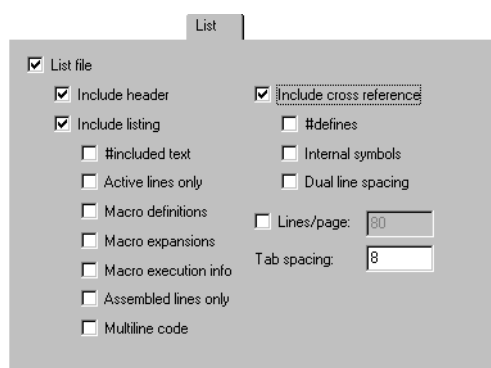 List
List file
Include header
Include listing
#included text
Active lines only
Macro definitions
Macro expansions
Macro execution info
Assembled lines only
Multiline code
Include cross reference
#defines
Internal symbols
Dual line spacing
Lines/page: 80
Tab spacing: 8